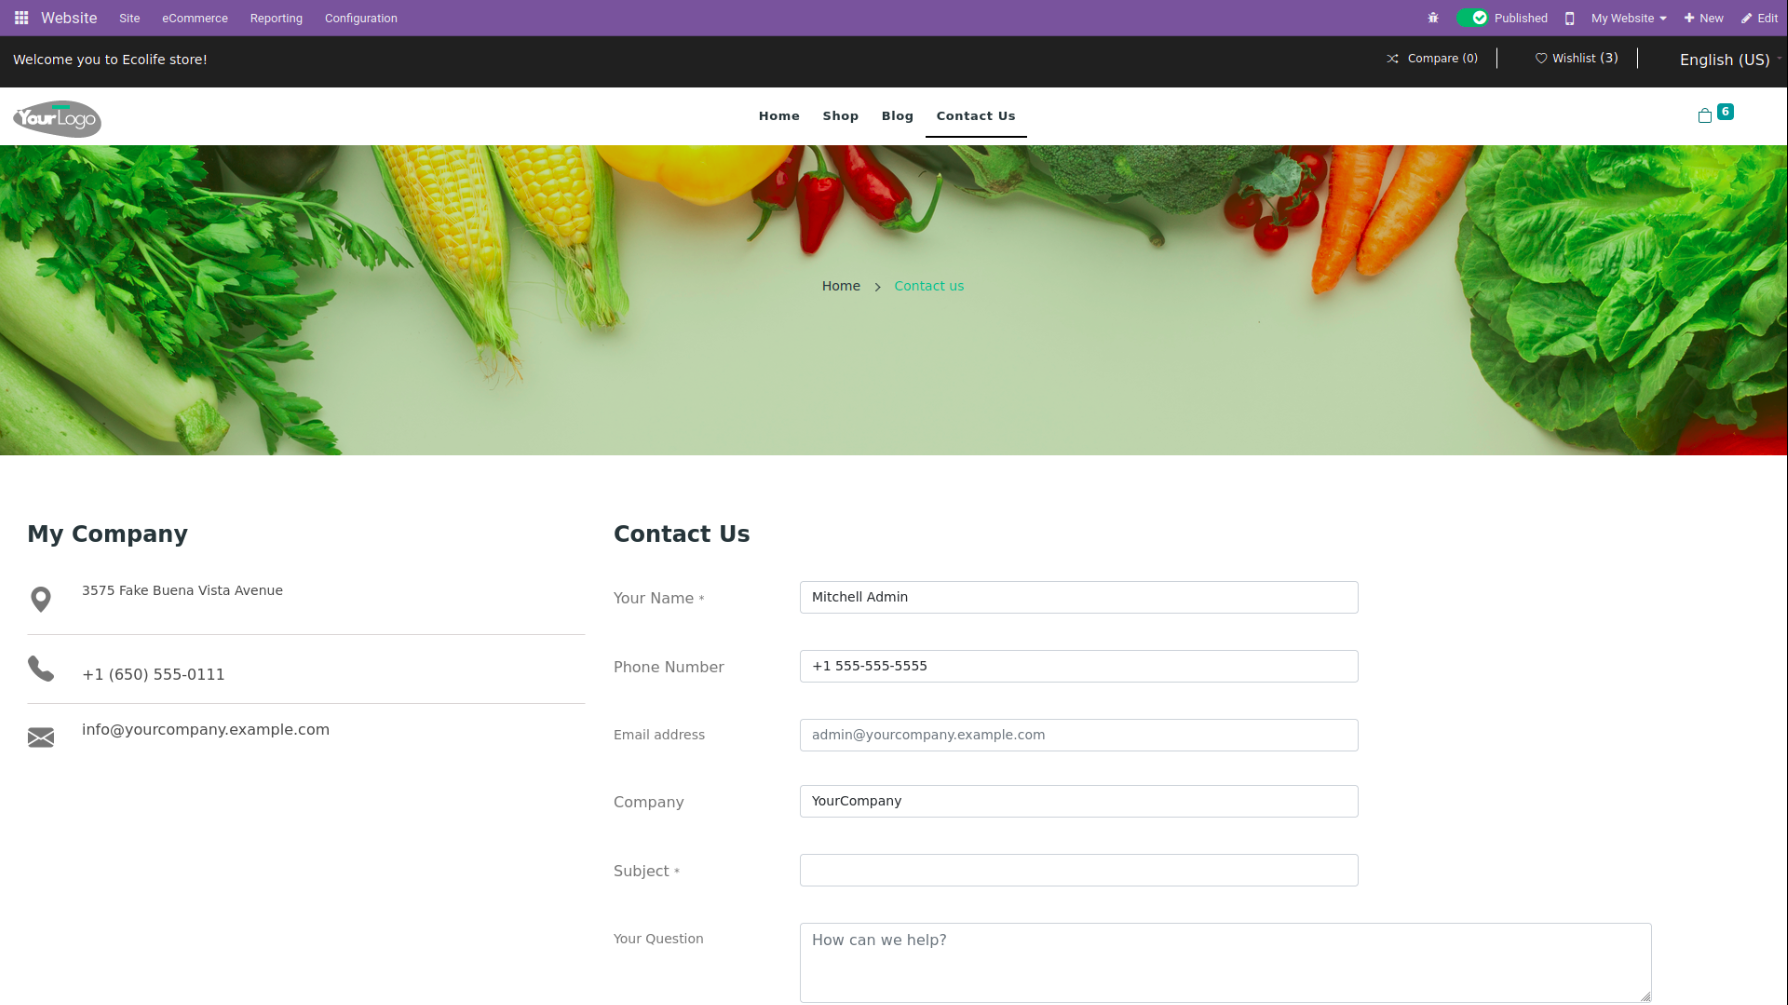 Website Site eCommerce Reporting Configuration Published My Website New Edit
Welcome you to Ecolife store! Compare (0) Wishlist (3) English (US)
YourLogo Home Shop Blog Contact Us 6
Home Contact us
My Company
3575 Fake Buena Vista Avenue
+1 (650) 555-0111
info@yourcompany.example.com
Contact Us
Your Name * Mitchell Admin
Phone Number +1 555-555-5555
Email address admin@yourcompany.example.com
Company YourCompany
Subject *
Your Question How can we help?